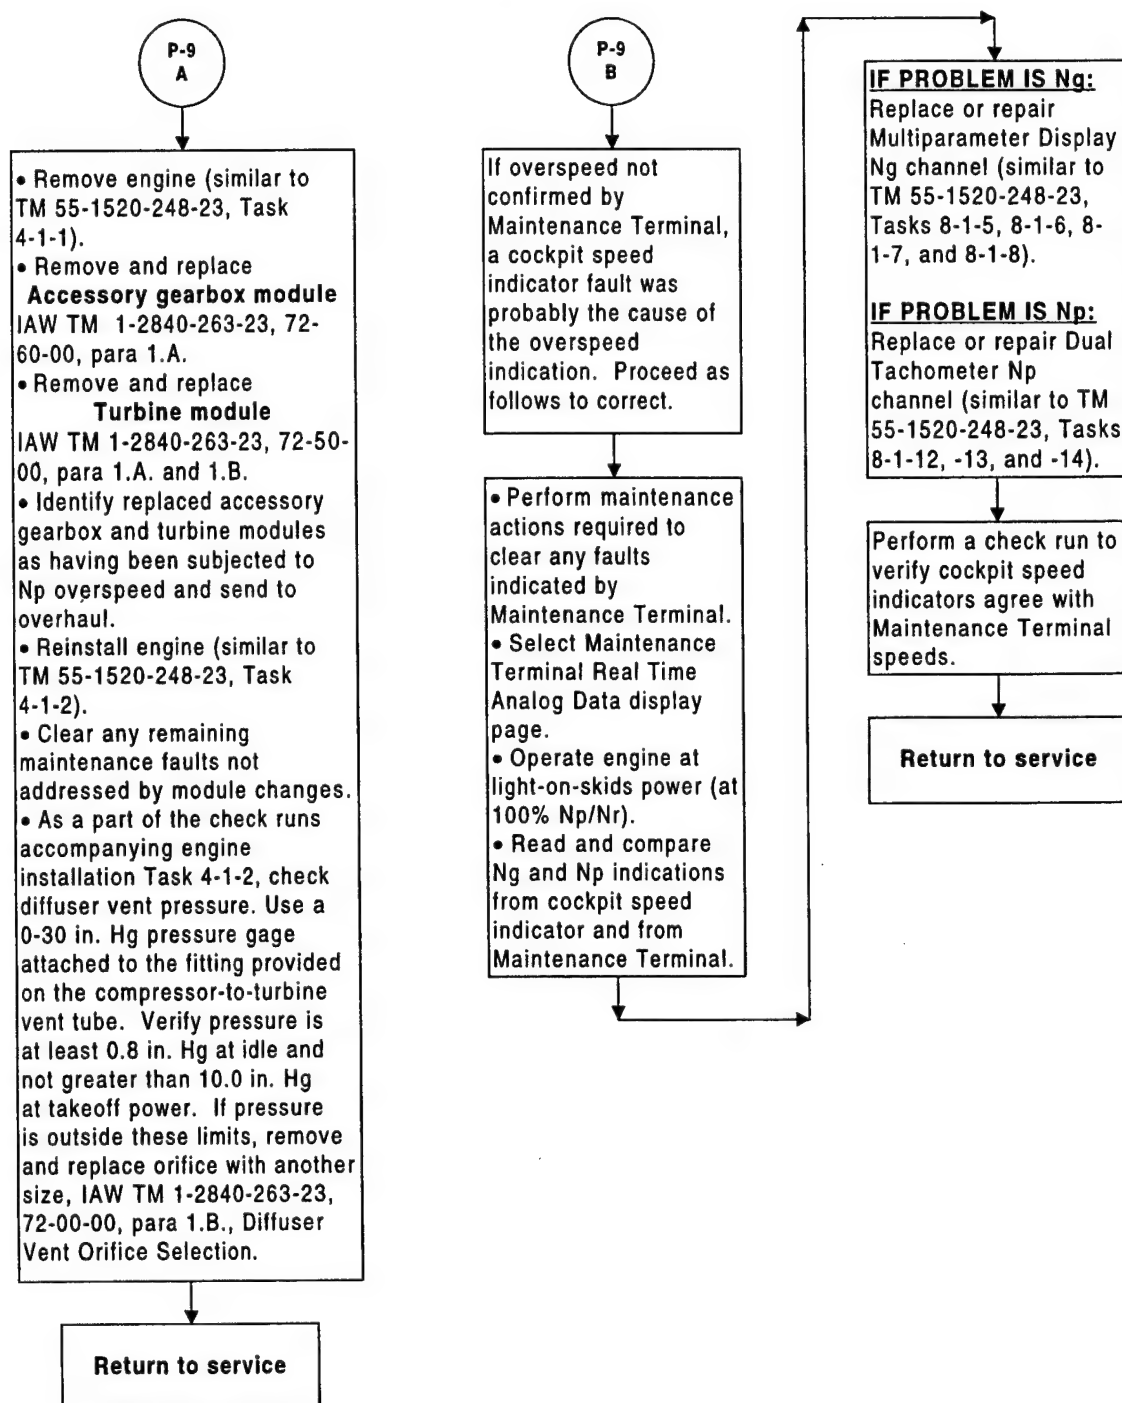 P-9
A
• Remove engine (similar to
TM 55-1520-248-23, Task
4-1-1).
• Remove and replace
Accessory gearbox module
IAW TM 1-2840-263-23, 72-
60-00, para 1.A.
• Remove and replace
Turbine module
IAW TM 1-2840-263-23, 72-50-
00, para 1.A. and 1.B.
• Identify replaced accessory
gearbox and turbine modules
as having been subjected to
Np overspeed and send to
overhaul.
• Reinstall engine (similar to
TM 55-1520-248-23, Task
4-1-2).
• Clear any remaining
maintenance faults not
addressed by module changes.
• As a part of the check runs
accompanying engine
installation Task 4-1-2, check
diffuser vent pressure. Use a
0-30 in. Hg pressure gage
attached to the fitting provided
on the compressor-to-turbine
vent tube. Verify pressure is
at least 0.8 in. Hg at idle and
not greater than 10.0 in. Hg
at takeoff power. If pressure
is outside these limits, remove
and replace orifice with another
size, IAW TM 1-2840-263-23,
72-00-00, para 1.B., Diffuser
Vent Orifice Selection.
Return to service
P-9
B
If overspeed not
confirmed by
Maintenance Terminal,
a cockpit speed
indicator fault was
probably the cause of
the overspeed
indication. Proceed as
follows to correct.
• Perform maintenance
actions required to
clear any faults
indicated by
Maintenance Terminal.
• Select Maintenance
Terminal Real Time
Analog Data display
page.
• Operate engine at
light-on-skids power (at
100% Np/Nr).
• Read and compare
Ng and Np indications
from cockpit speed
indicator and from
Maintenance Terminal.
IF PROBLEM IS Ng:
Replace or repair
Multiparameter Display
Ng channel (similar to
TM 55-1520-248-23,
Tasks 8-1-5, 8-1-6, 8-
1-7, and 8-1-8).
IF PROBLEM IS Np:
Replace or repair Dual
Tachometer Np
channel (similar to TM
55-1520-248-23, Tasks
8-1-12, -13, and -14).
Perform a check run to
verify cockpit speed
indicators agree with
Maintenance Terminal
speeds.
Return to service